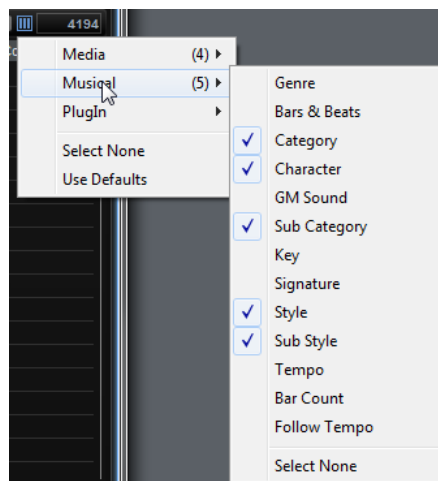 4194
Co
Media (4)
Musical (5)
PlugIn
Select None
Use Defaults
Genre
Bars & Beats
Category
Character
GM Sound
Sub Category
Key
Signature
Style
Sub Style
Tempo
Bar Count
Follow Tempo
Select None